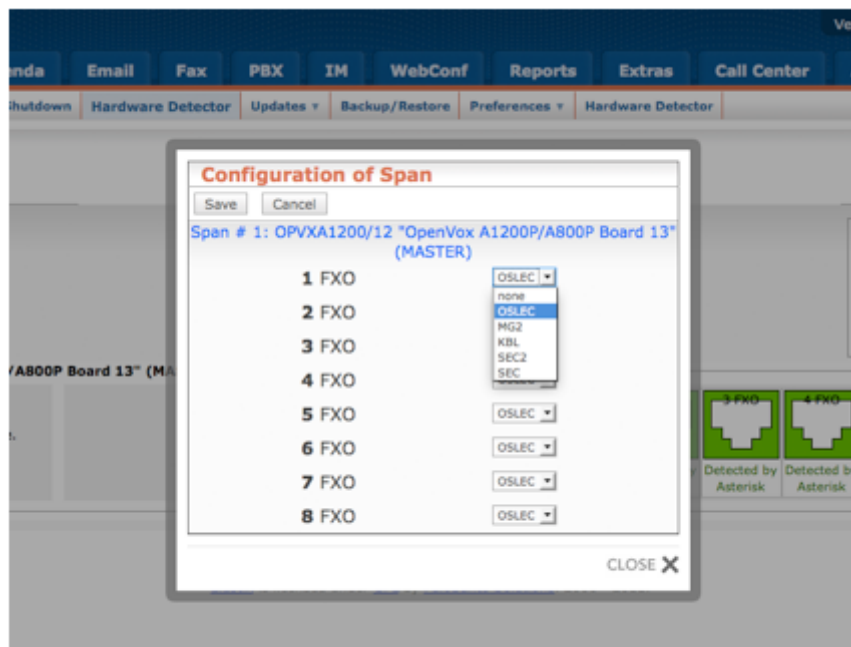 Ve
enda Email Fax PBX IM WebConf Reports Extras Call Center
Shutdown Hardware Detector Updates ▾ Backup/Restore Preferences ▾ Hardware Detector
Configuration of Span
Save Cancel
Span # 1: OPVXA1200/12 "OpenVox A1200P/A800P Board 13"
(MASTER)
1 FXO OSLEC
none
2 FXO OSLEC
MG2
3 FXO KBL
SEC2
/A800P Board 13" (MA
SEC
4 FXO
3 FXO 4 FXO
5 FXO OSLEC
6 FXO OSLEC
Detected by Detected b
Asterisk Asterisk
7 FXO OSLEC
8 FXO OSLEC
CLOSE